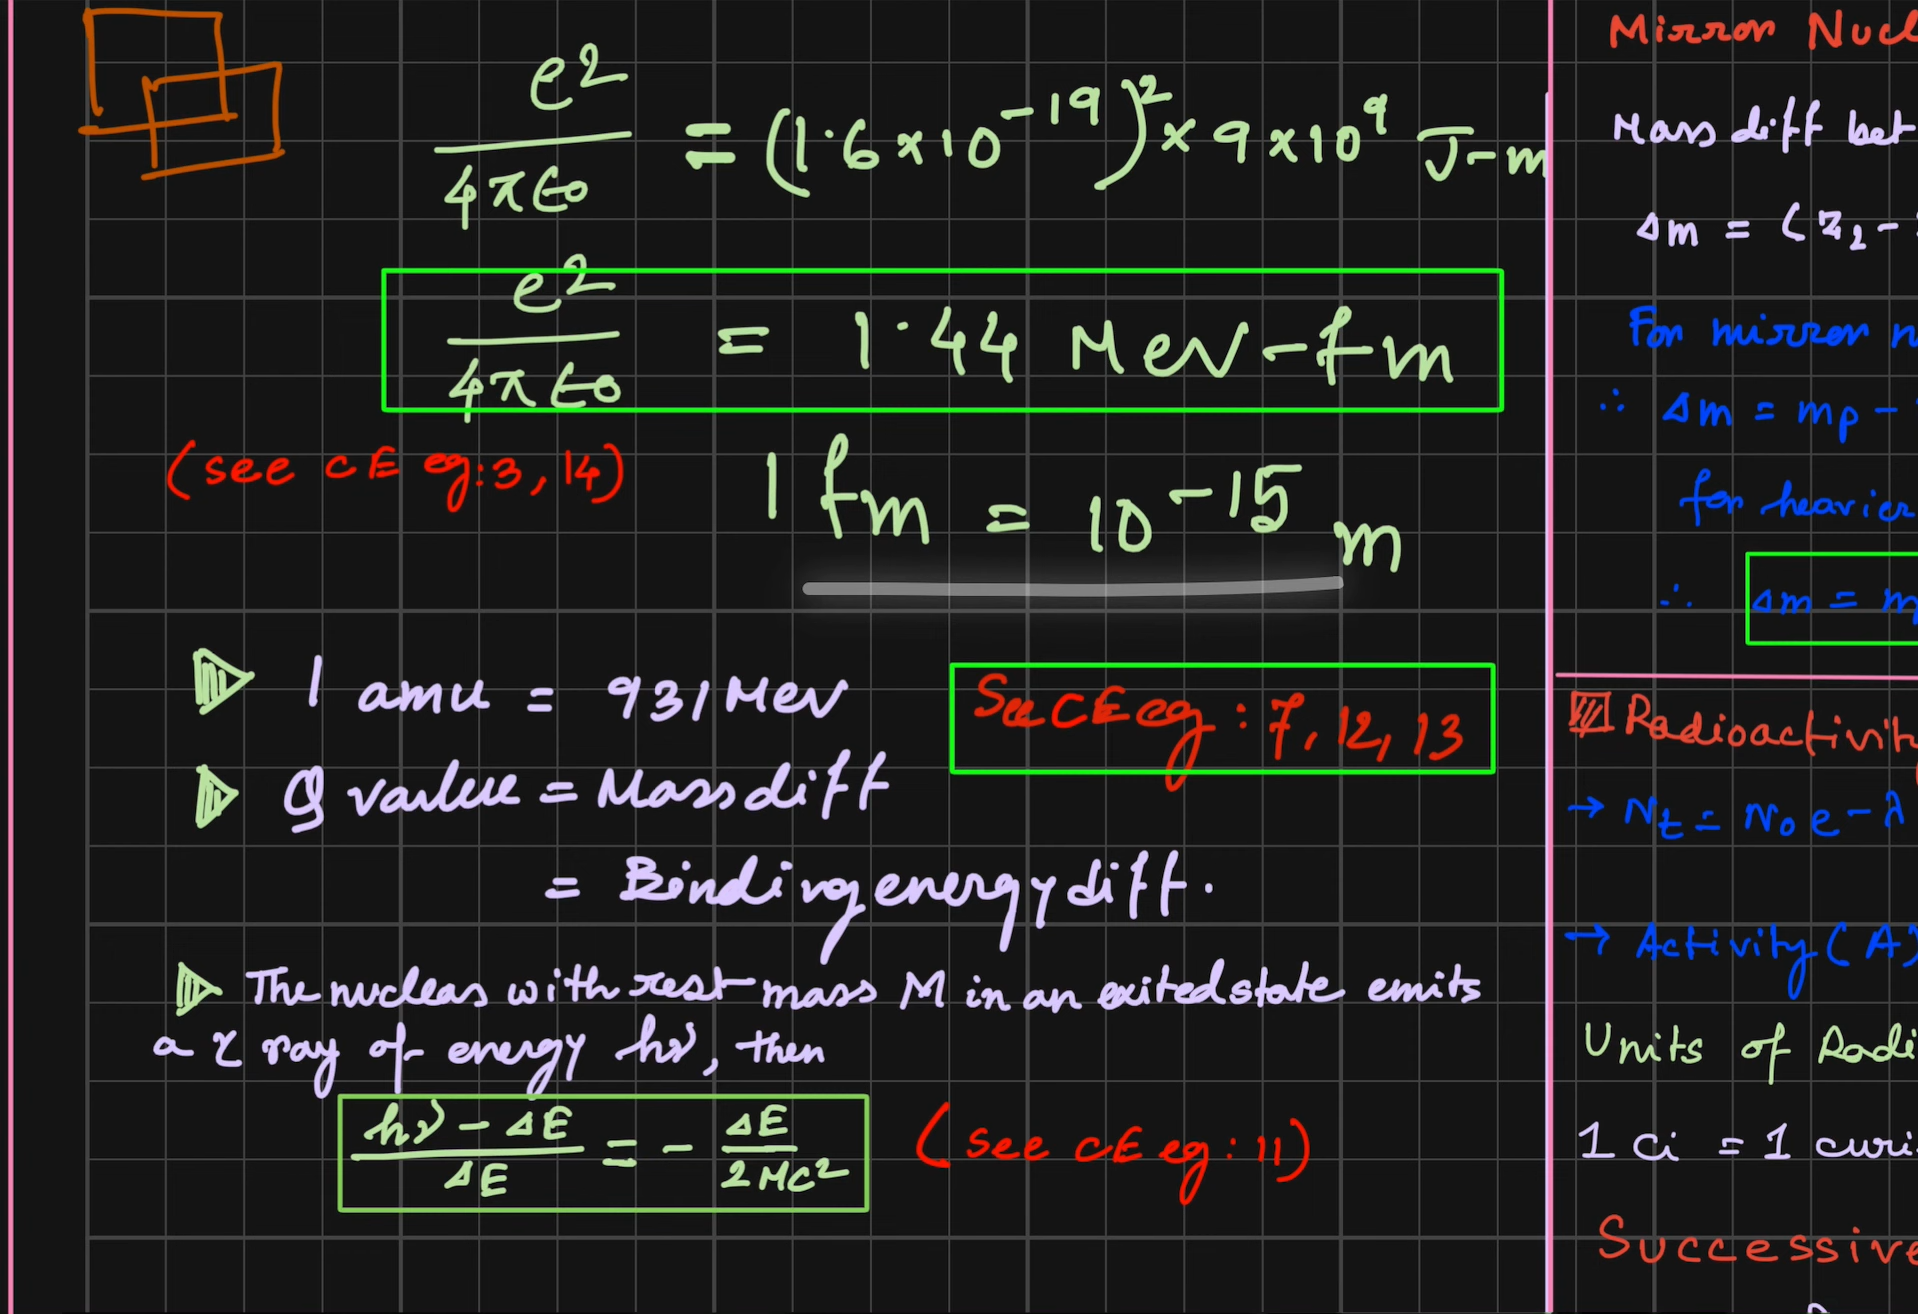 e²/4πε₀ = (1.6×10⁻¹⁹)² × 9×10⁹ J-m
e²/4πε₀ = 1.44 MeV-fm
(see CE eg:3, 14)
1 fm = 10⁻¹⁵ m
1 amu = 931 MeV
See CE eg: 7, 12, 13
Q value = Mass diff
= Binding energy diff.
The nucleas with rest mass M in an exited state emits
a γ ray of energy hν, then
(hν - ΔE)/ΔE = - ΔE/2MC²
(see CE eg: 11)
Mirror Nucl
Mass diff bet
Δm = (Z₂ -
For mirror n
∴ Δm = mp -
for heavier
∴ Δm = m
Radioactivity
→ Nt = N₀ e-λ
→ Activity (A)
Units of Radi
1 Ci = 1 curi
Successive